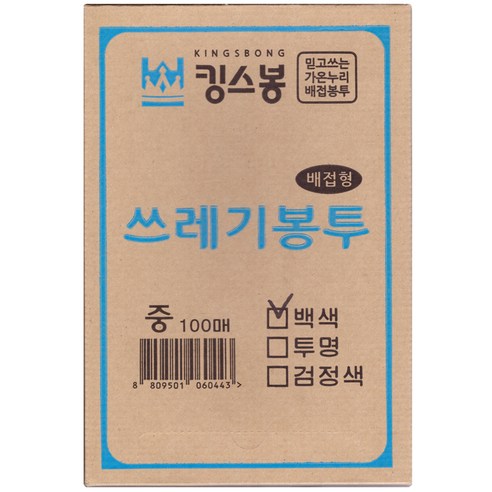 KINGSBONG
킹스봉
믿고쓰는
가온누리
배접봉투
배접형
쓰레기봉투
중 100매
백색
투명
검정색
8 809501 060443 >